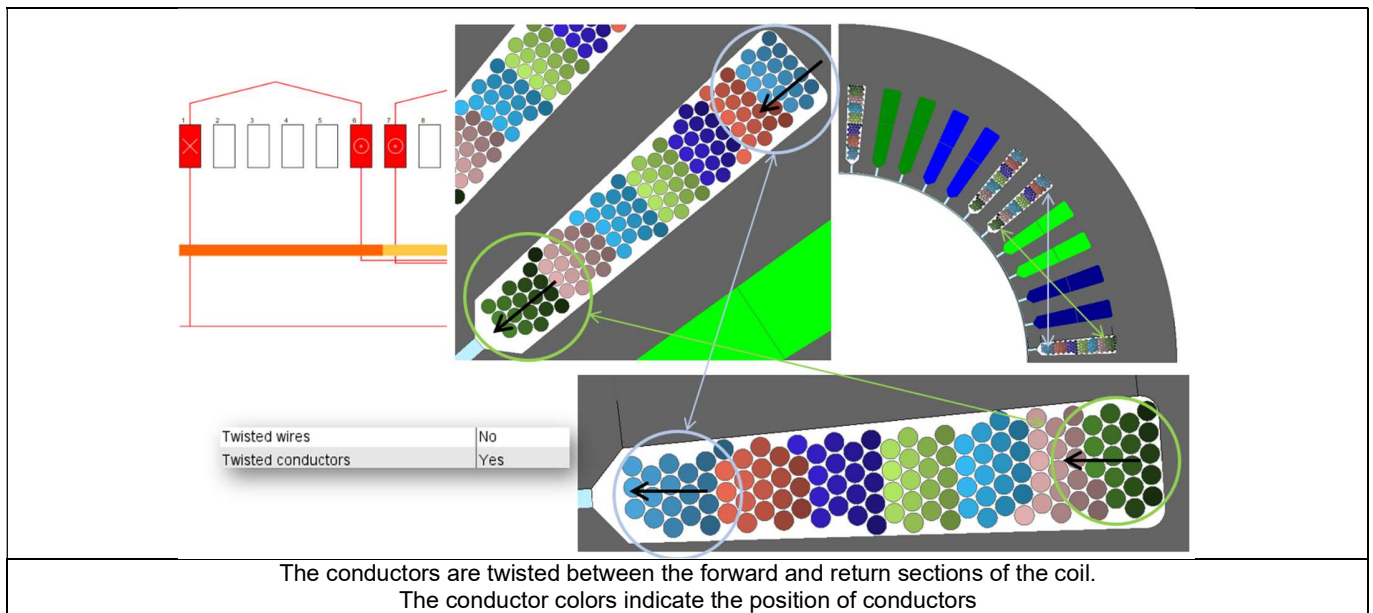 1 2 3 4 5 6 7 8
Twisted wires No
Twisted conductors Yes
The conductors are twisted between the forward and return sections of the coil.
The conductor colors indicate the position of conductors